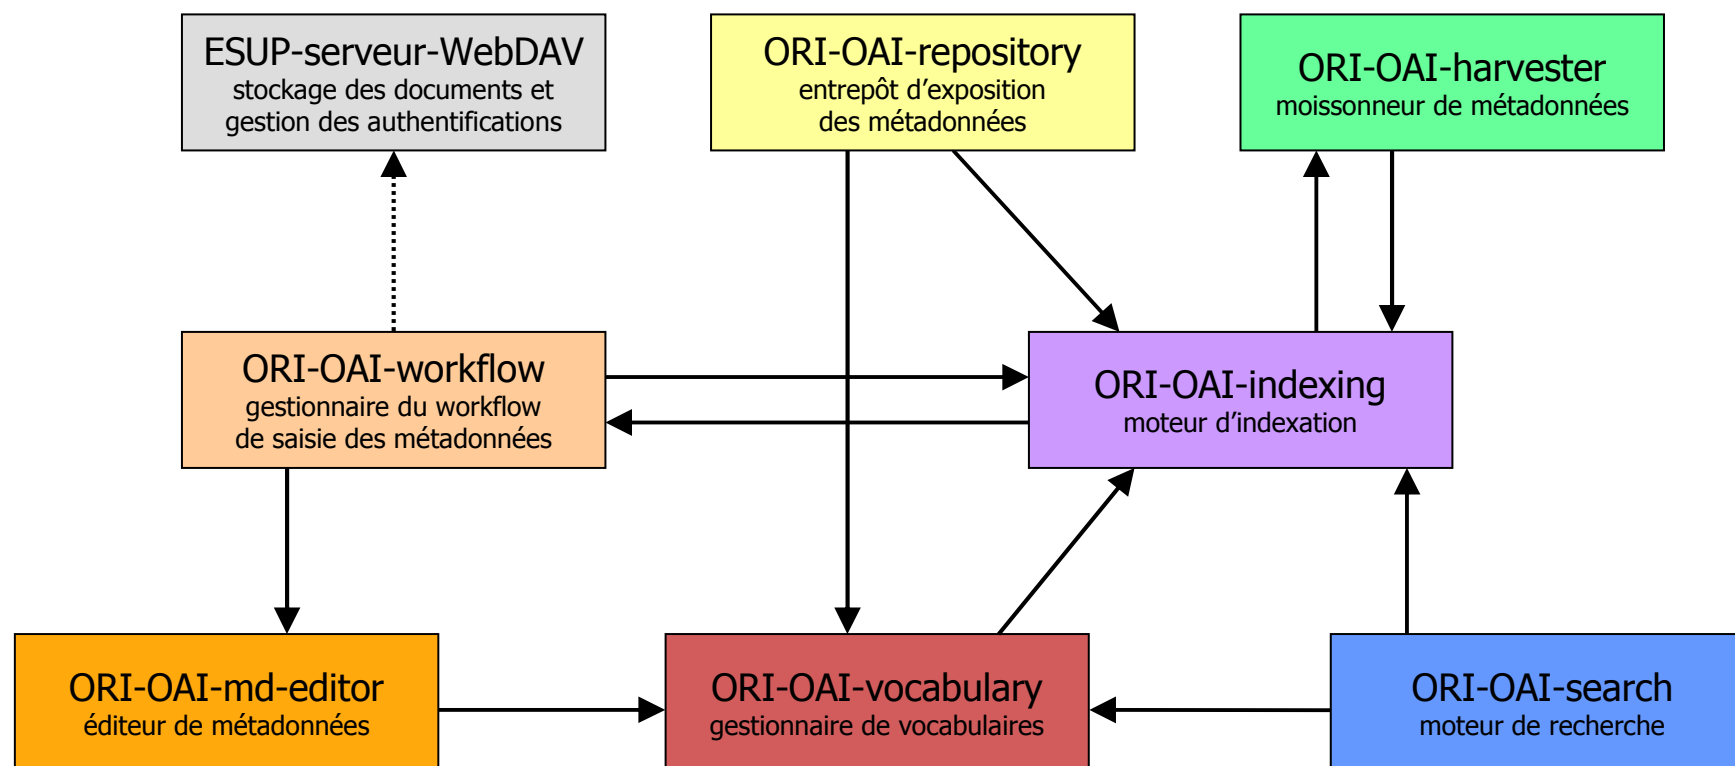 ESUP-serveur-WebDAV
stockage des documents et
gestion des authentifications
ORI-OAI-repository
entrepôt d’exposition
des métadonnées
ORI-OAI-harvester
moissonneur de métadonnées
ORI-OAI-workflow
gestionnaire du workflow
de saisie des métadonnées
ORI-OAI-indexing
moteur d’indexation
ORI-OAI-md-editor
éditeur de métadonnées
ORI-OAI-vocabulary
gestionnaire de vocabulaires
ORI-OAI-search
moteur de recherche